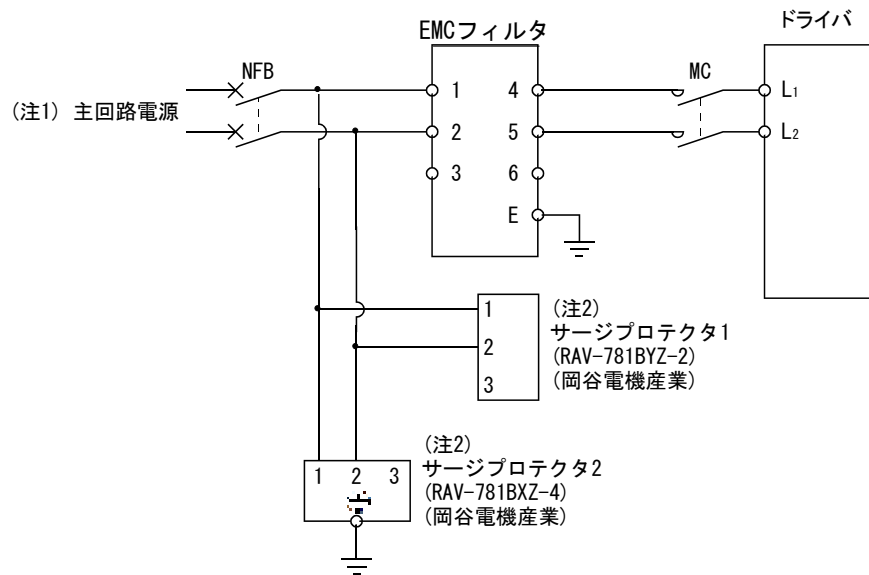 ドライバ
EMCフィルタ
NFB
MC
(注1) 主回路電源
1 4
2 5
3 6
E
L1
L2
1
2
3
(注2)
サージプロテクタ1
(RAV-781BYZ-2)
(岡谷電機産業)
1 2 3
(注2)
サージプロテクタ2
(RAV-781BXZ-4)
(岡谷電機産業)